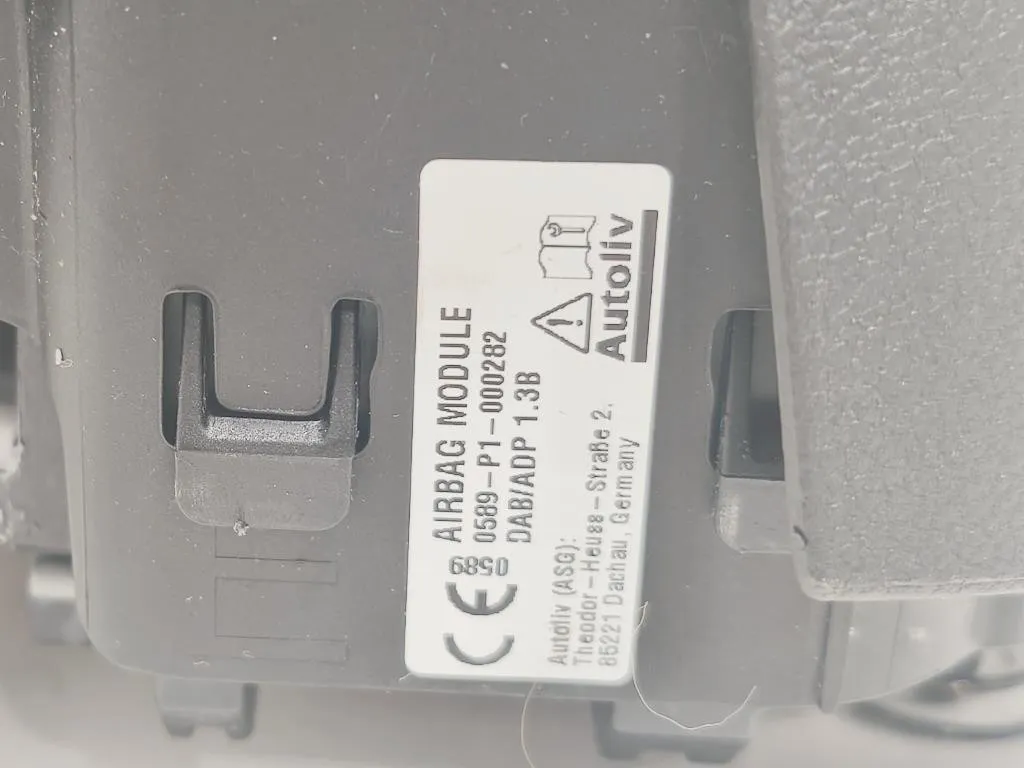 AIRBAG MODULE
0589-P1-000282
DAB/ADP 1.3B
CE 0589
Autoliv (ASG):
Theodor-Heuss-Straße 2,
85221 Dachau, Germany
Autoliv